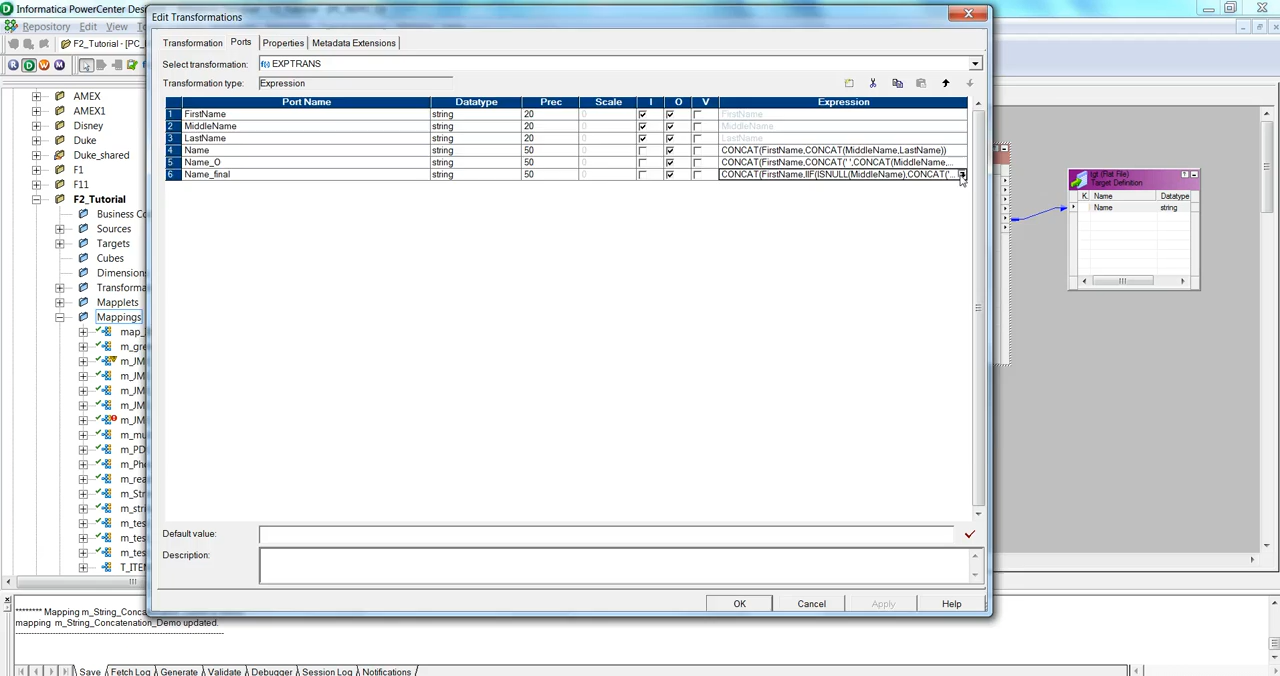 Informatica PowerCenter Des
Edit Transformations
Repository Edit View
F2_Tutorial - [PC_
Transformation Ports Properties Metadata Extensions
Select transformation: f(x) EXPTRANS
Transformation type: Expression
Port Name Datatype Prec Scale I O V Expression
1 FirstName string 20 0 FirstName
2 MiddleName string 20 0 MiddleName
3 LastName string 20 0 LastName
4 Name string 50 0 CONCAT(FirstName,CONCAT(MiddleName,LastName))
5 Name_O string 50 0 CONCAT(FirstName,CONCAT(' ',CONCAT(MiddleName,...
6 Name_final string 50 0 CONCAT(FirstName,IIF(ISNULL(MiddleName),CONCAT('...
R D W M
AMEX
AMEX1
Disney
Duke
Duke_shared
F1
F11
F2_Tutorial
Business Co
Sources
Targets
Cubes
Dimensions
Transforma
Mapplets
Mappings
map_
m_gre
m_JM
m_JM
m_JM
m_JM
m_JM
m_mu
m_PD
m_Ph
m_rea
m_Str
m_str
m_tes
m_tes
m_tes
T_ITE
tgt (Flat File)
Target Definition
K Name Datatype
Name string
Default value:
Description:
OK Cancel Apply Help
******** Mapping m_String_Conca
mapping m_String_Concatenation_Demo updated.
Save Fetch Log Generate Validate Debugger Session Log Notifications